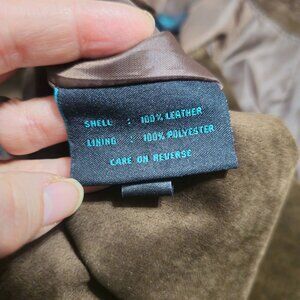 SHELL : 100% LEATHER
LINING : 100% POLYESTER
CARE ON REVERSE